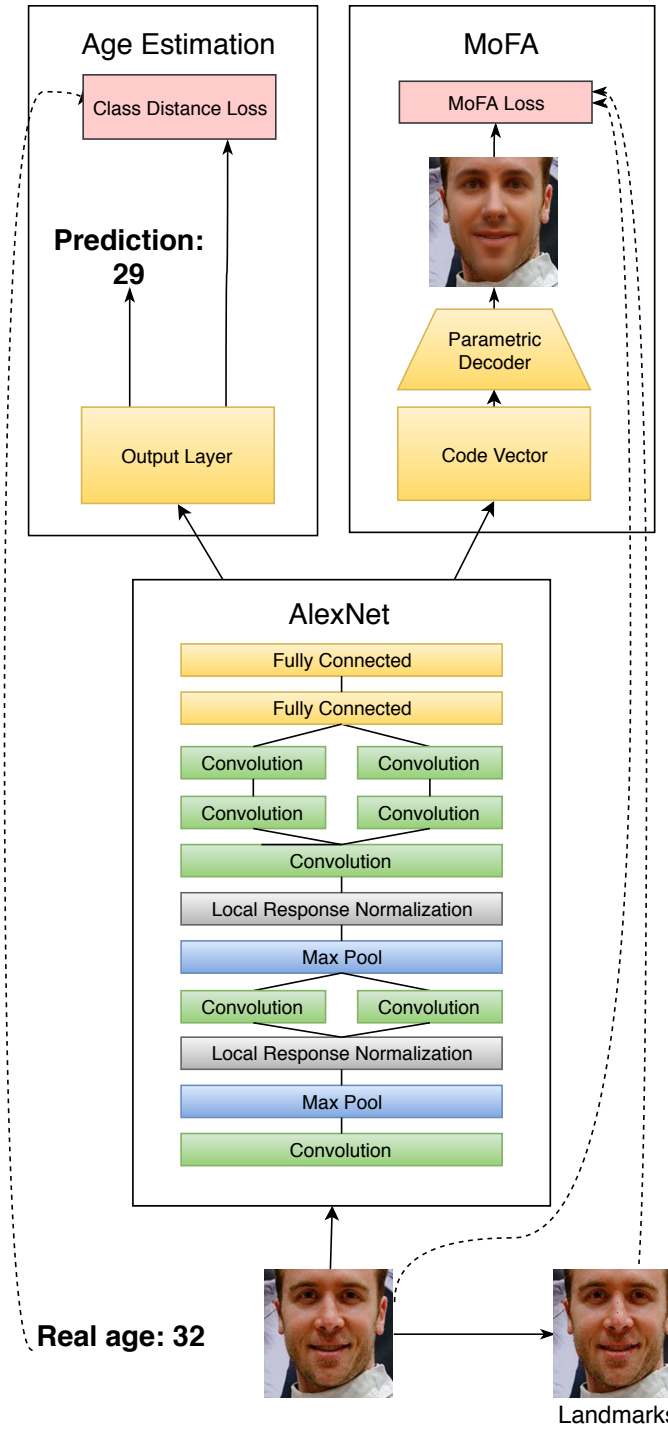 Age Estimation
Class Distance Loss
Prediction:
29
Output Layer
MoFA
MoFA Loss
Parametric
Decoder
Code Vector
AlexNet
Fully Connected
Fully Connected
Convolution
Convolution
Convolution
Convolution
Convolution
Local Response Normalization
Max Pool
Convolution
Convolution
Local Response Normalization
Max Pool
Convolution
Real age: 32
Landmarks